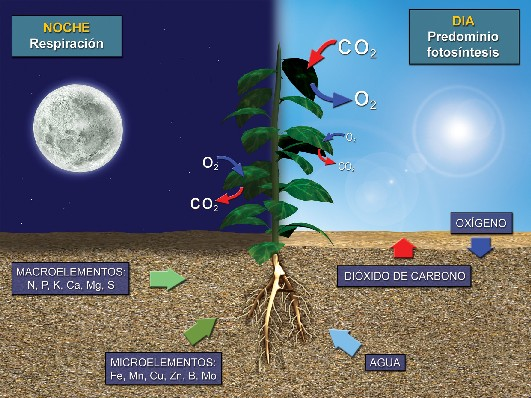 NOCHE
Respiración
DIA
Predominio
fotosíntesis
CO2
O2
O2
CO2
O2
CO2
OXÍGENO
DIÓXIDO DE CARBONO
MACROELEMENTOS:
N, P, K, Ca, Mg, S
MICROELEMENTOS:
Fe, Mn, Cu, Zn, B, Mo
AGUA